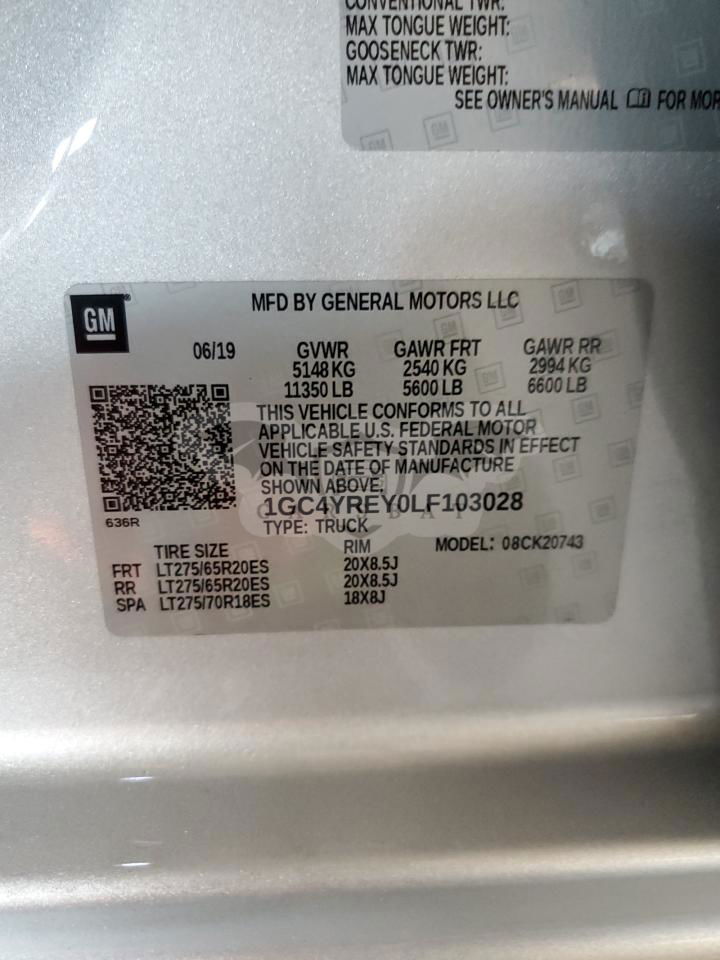 CONVENTIONAL TWR:
MAX TONGUE WEIGHT:
GOOSENECK TWR:
MAX TONGUE WEIGHT:
SEE OWNER'S MANUAL FOR MOR
GM
MFD BY GENERAL MOTORS LLC
06/19 GVWR GAWR FRT GAWR RR
5148 KG 2540 KG 2994 KG
11350 LB 5600 LB 6600 LB
THIS VEHICLE CONFORMS TO ALL
APPLICABLE U.S. FEDERAL MOTOR
VEHICLE SAFETY STANDARDS IN EFFECT
ON THE DATE OF MANUFACTURE
SHOWN ABOVE.
1GC4YREY0LF103028
636R
TYPE: TRUCK
TIRE SIZE RIM MODEL: 08CK20743
FRT LT275/65R20ES 20X8.5J
RR LT275/65R20ES 20X8.5J
SPA LT275/70R18ES 18X8J